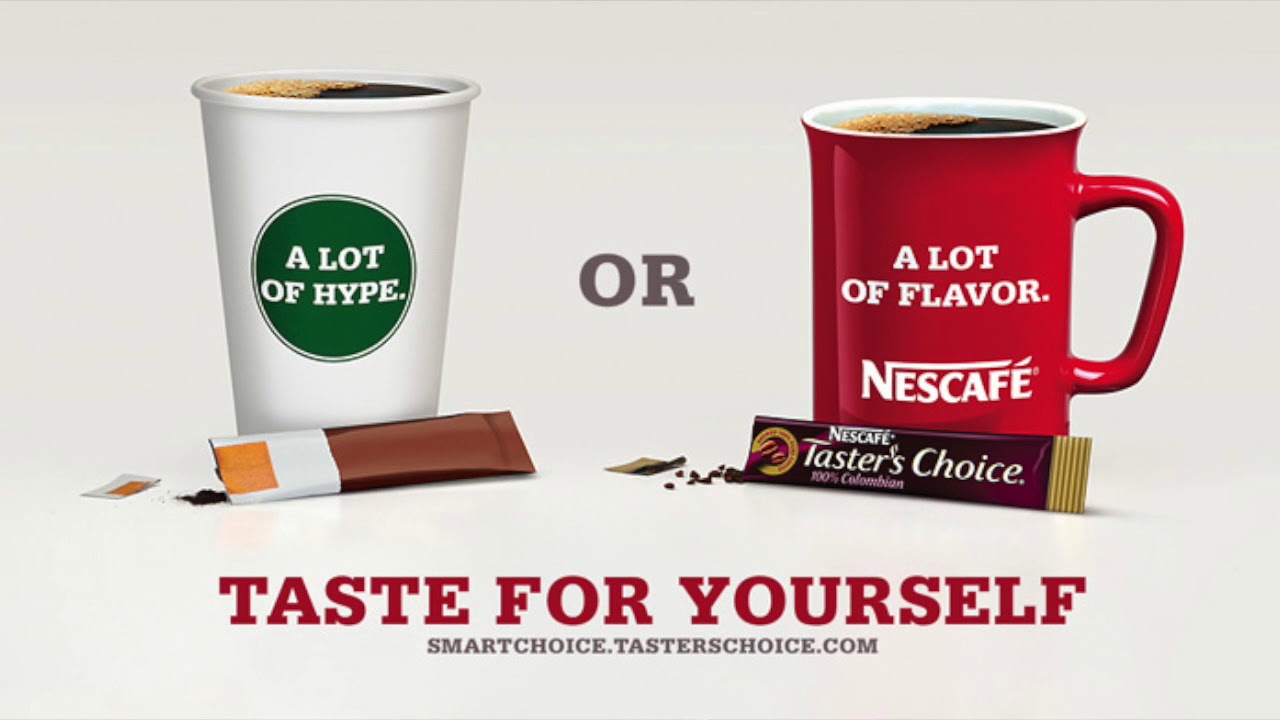 A LOT
OF HYPE.
OR
A LOT
OF FLAVOR.
NESCAFÉ®
NESCAFÉ®
Taster's Choice®
100% Colombian
TASTE FOR YOURSELF
SMARTCHOICE.TASTERSCHOICE.COM